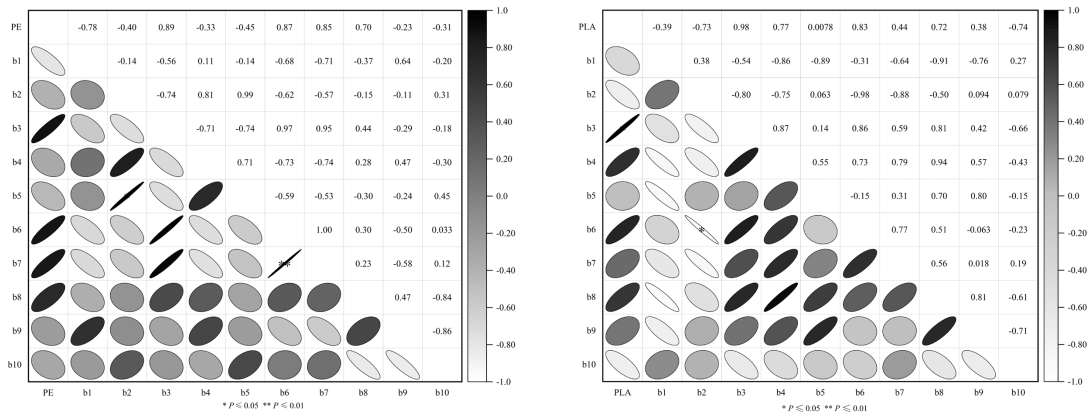 PE -0.78 -0.40 0.89 -0.33 -0.45 0.87 0.85 0.70 -0.23 -0.31
b1 -0.14 -0.56 0.11 -0.14 -0.68 -0.71 -0.37 0.64 -0.20
b2 -0.74 0.81 0.99 -0.62 -0.57 -0.15 -0.11 0.31
b3 -0.71 -0.74 0.97 0.95 0.44 -0.29 -0.18
b4 0.71 -0.73 -0.74 0.28 0.47 -0.30
b5 * -0.59 -0.53 -0.30 -0.24 0.45
b6 1.00 0.30 -0.50 0.033
b7 ** 0.23 -0.58 0.12
b8 0.47 -0.84
b9 -0.86
b10
PE b1 b2 b3 b4 b5 b6 b7 b8 b9 b10
* P ≤ 0.05 ** P ≤ 0.01
1.0
0.80
0.60
0.40
0.20
-0.0
-0.20
-0.40
-0.60
-0.80
-1.0
PLA -0.39 -0.73 0.98 0.77 0.0078 0.83 0.44 0.72 0.38 -0.74
b1 0.38 -0.54 -0.86 -0.89 -0.31 -0.64 -0.91 -0.76 0.27
b2 -0.80 -0.75 0.063 -0.98 -0.88 -0.50 0.094 0.079
b3 0.87 0.14 0.86 0.59 0.81 0.42 -0.66
b4 0.55 0.73 0.79 0.94 0.57 -0.43
b5 -0.15 0.31 0.70 0.80 -0.15
b6 * 0.77 0.51 -0.063 -0.23
b7 0.56 0.018 0.19
b8 0.81 -0.61
b9 -0.71
b10
PLA b1 b2 b3 b4 b5 b6 b7 b8 b9 b10
* P ≤ 0.05 ** P ≤ 0.01
1.0
0.80
0.60
0.40
0.20
-0.0
-0.20
-0.40
-0.60
-0.80
-1.0